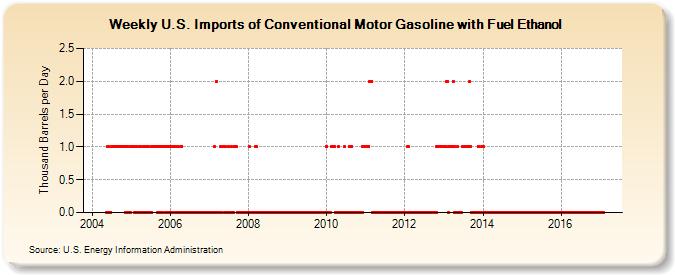 Weekly U.S. Imports of Conventional Motor Gasoline with Fuel Ethanol
Thousand Barrels per Day
2.5
2.0
1.5
1.0
0.5
0.0
2004 2006 2008 2010 2012 2014 2016
Source: U.S. Energy Information Administration